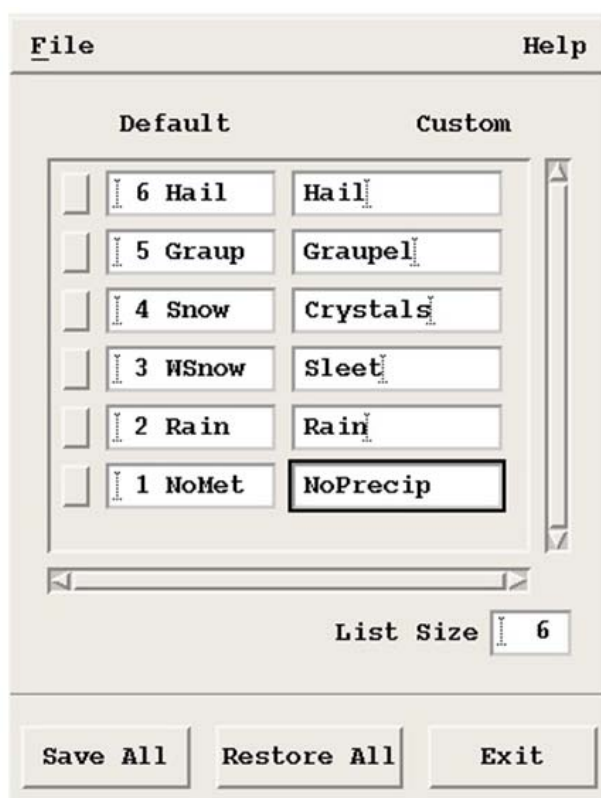 File Help
Default Custom
6 Hail Hail
5 Graup Graupel
4 Snow Crystals
3 WSnow Sleet
2 Rain Rain
1 NoMet NoPrecip
List Size 6
Save All Restore All Exit